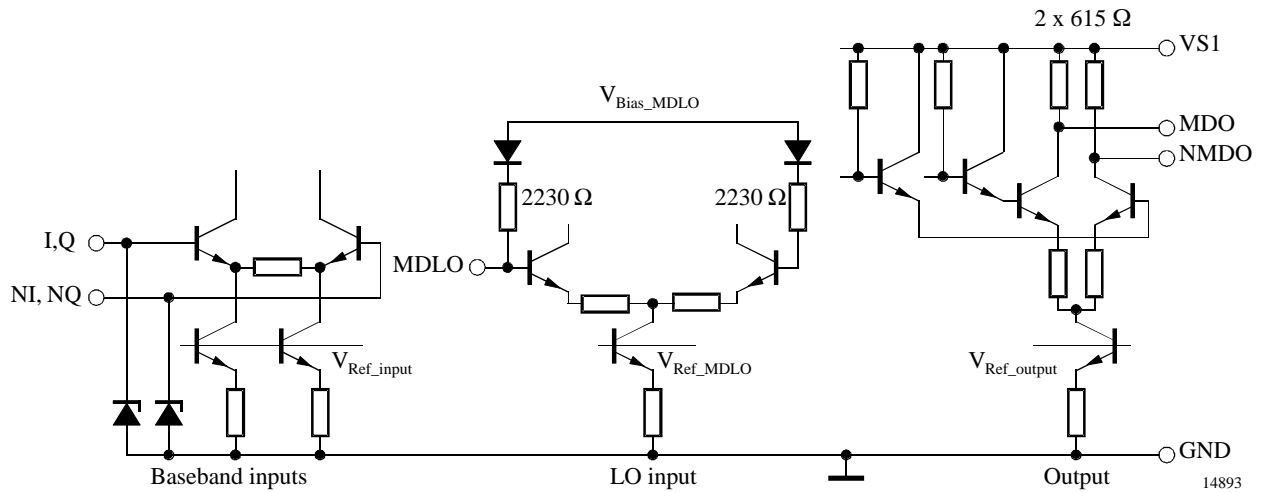 2 x 615 Ω
VS1
V_Bias_MDLO
MDO
NMDO
2230 Ω
2230 Ω
I,Q
MDLO
NI, NQ
V_Ref_input
V_Ref_MDLO
V_Ref_output
GND
Baseband inputs
LO input
Output
14893